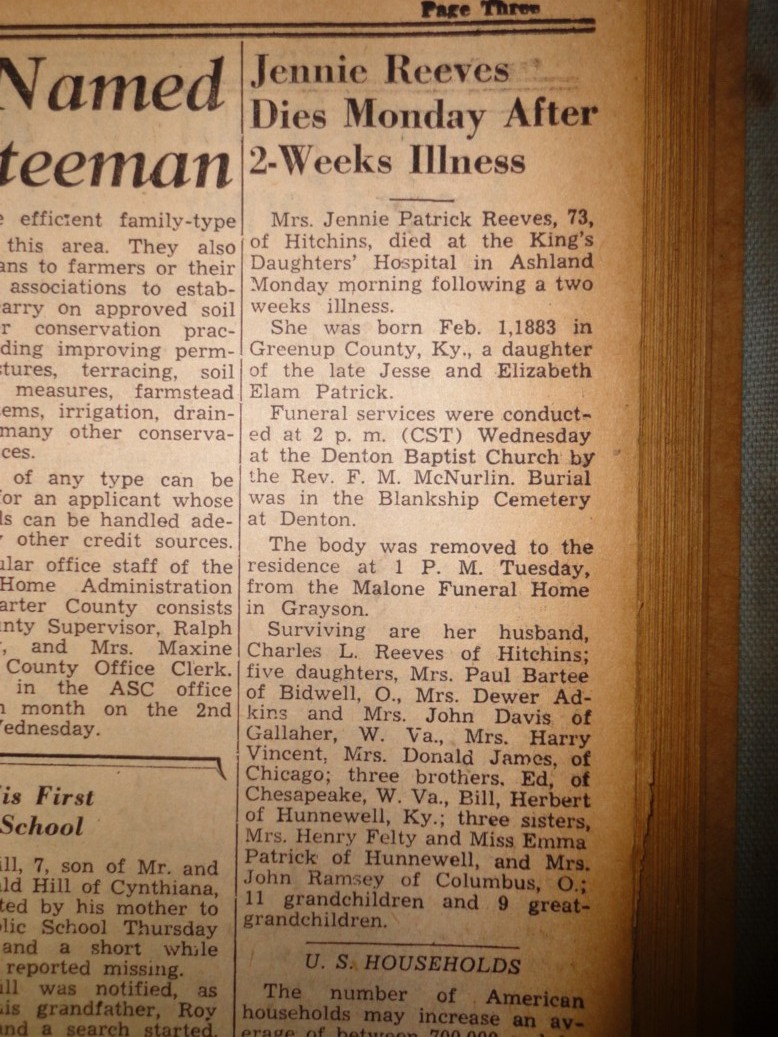 Page Three
Named
teeman
e efficient family-type
this area. They also
ans to farmers or their
associations to estab-
arry on approved soil
r conservation prac-
ding improving perm-
stures, terracing, soil
measures, farmstead
ems, irrigation, drain-
many other conserva-
ces.
of any type can be
for an applicant whose
ds can be handled ade-
other credit sources.
ular office staff of the
Home Administration
arter County consists
unty Supervisor, Ralph
, and Mrs. Maxine
County Office Clerk.
in the ASC office
h month on the 2nd
Wednesday.
is First
School
ill, 7, son of Mr. and
ld Hill of Cynthiana,
ted by his mother to
lic School Thursday
and a short while
reported missing.
ill was notified, as
is grandfather, Roy
and a search started.
Jennie Reeves
Dies Monday After
2-Weeks Illness
Mrs. Jennie Patrick Reeves, 73,
of Hitchins, died at the King's
Daughters' Hospital in Ashland
Monday morning following a two
weeks illness.
She was born Feb. 1,1883 in
Greenup County, Ky., a daughter
of the late Jesse and Elizabeth
Elam Patrick.
Funeral services were conduct-
ed at 2 p. m. (CST) Wednesday
at the Denton Baptist Church by
the Rev. F. M. McNurlin. Burial
was in the Blankship Cemetery
at Denton.
The body was removed to the
residence at 1 P. M. Tuesday,
from the Malone Funeral Home
in Grayson.
Surviving are her husband,
Charles L. Reeves of Hitchins;
five daughters, Mrs. Paul Bartee
of Bidwell, O., Mrs. Dewer Ad-
kins and Mrs. John Davis of
Gallaher, W. Va., Mrs. Harry
Vincent, Mrs. Donald James, of
Chicago; three brothers, Ed, of
Chesapeake, W. Va., Bill, Herbert
of Hunnewell, Ky.; three sisters,
Mrs. Henry Felty and Miss Emma
Patrick of Hunnewell, and Mrs.
John Ramsey of Columbus, O.;
11 grandchildren and 9 great-
grandchildren.
U. S. HOUSEHOLDS
The number of American
households may increase an av-
erage of between 700,000